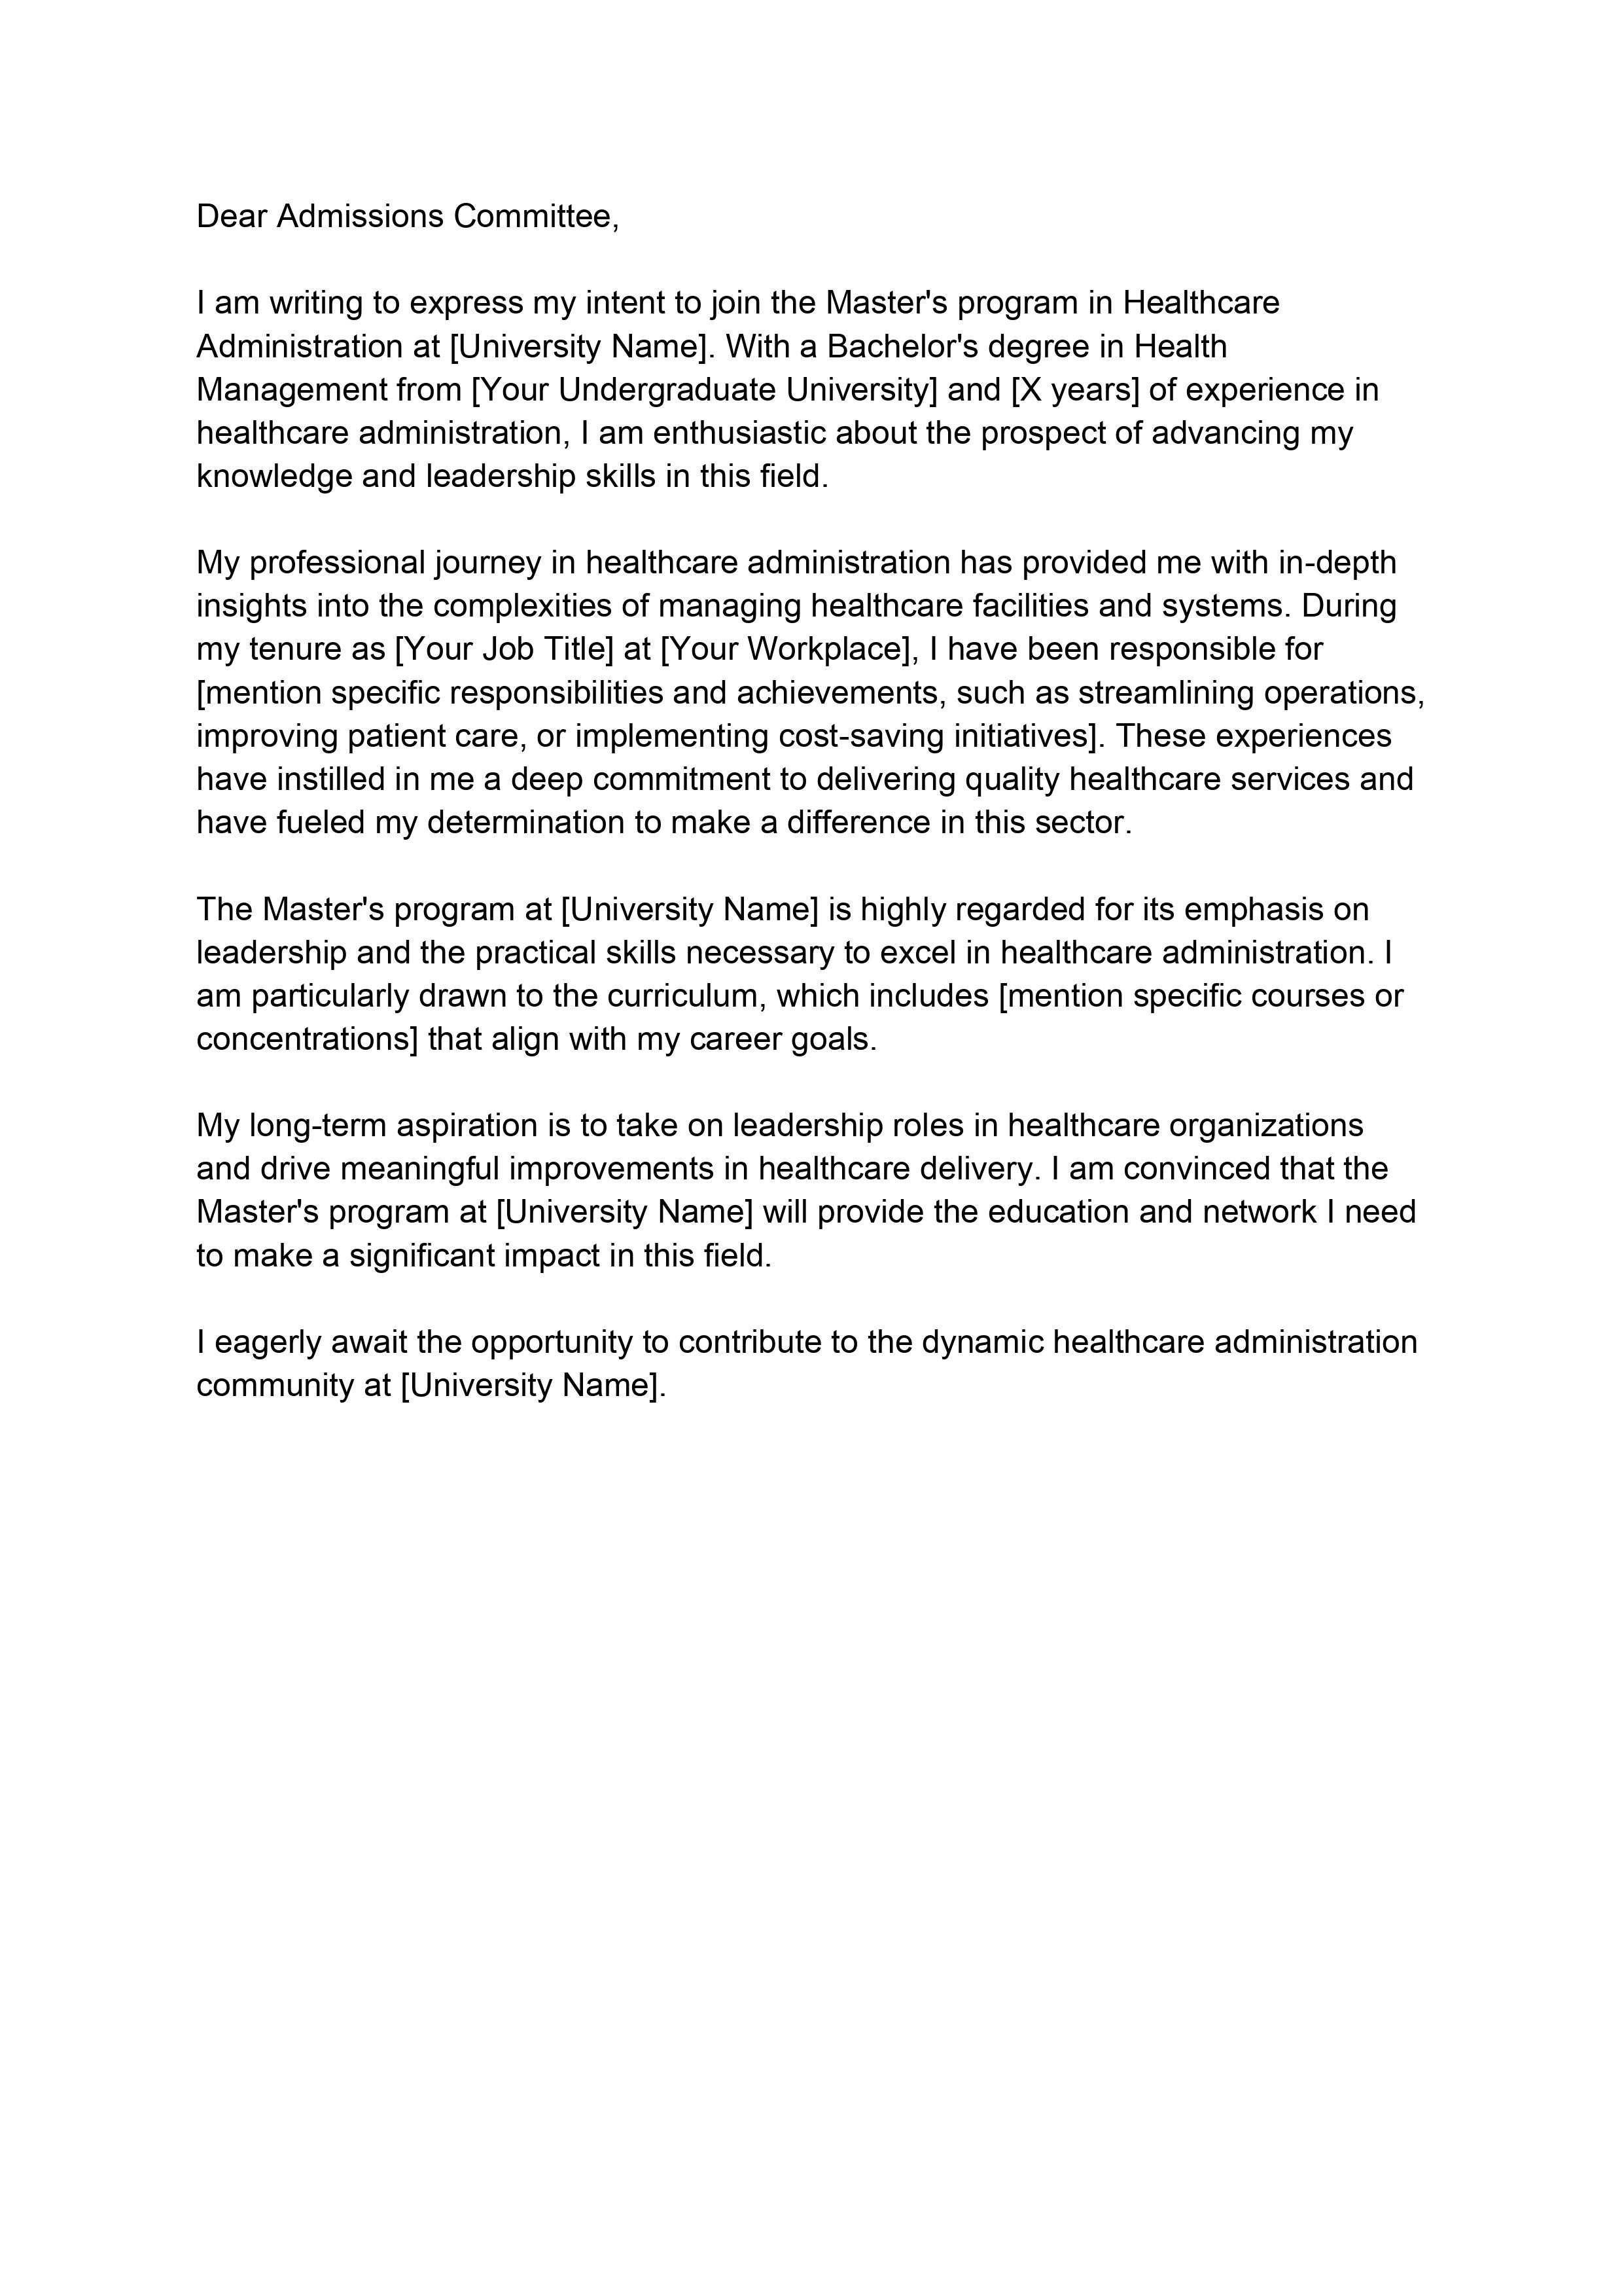 Dear Admissions Committee,
I am writing to express my intent to join the Master's program in Healthcare
Administration at [University Name]. With a Bachelor's degree in Health
Management from [Your Undergraduate University] and [X years] of experience in
healthcare administration, I am enthusiastic about the prospect of advancing my
knowledge and leadership skills in this field.
My professional journey in healthcare administration has provided me with in-depth
insights into the complexities of managing healthcare facilities and systems. During
my tenure as [Your Job Title] at [Your Workplace], I have been responsible for
[mention specific responsibilities and achievements, such as streamlining operations,
improving patient care, or implementing cost-saving initiatives]. These experiences
have instilled in me a deep commitment to delivering quality healthcare services and
have fueled my determination to make a difference in this sector.
The Master's program at [University Name] is highly regarded for its emphasis on
leadership and the practical skills necessary to excel in healthcare administration. I
am particularly drawn to the curriculum, which includes [mention specific courses or
concentrations] that align with my career goals.
My long-term aspiration is to take on leadership roles in healthcare organizations
and drive meaningful improvements in healthcare delivery. I am convinced that the
Master's program at [University Name] will provide the education and network I need
to make a significant impact in this field.
I eagerly await the opportunity to contribute to the dynamic healthcare administration
community at [University Name].